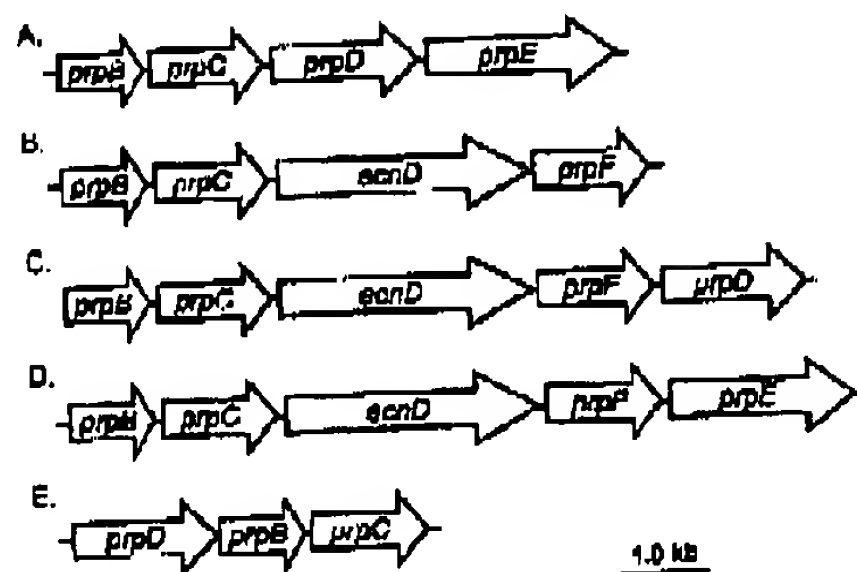 A. prpB prpC prpD prpE
B. prpB prpC acnD prpF
C. prpB prpC acnD prpF prpD
D. prpB prpC acnD prpF prpE
E. prpD prpB prpC
1.0 kb